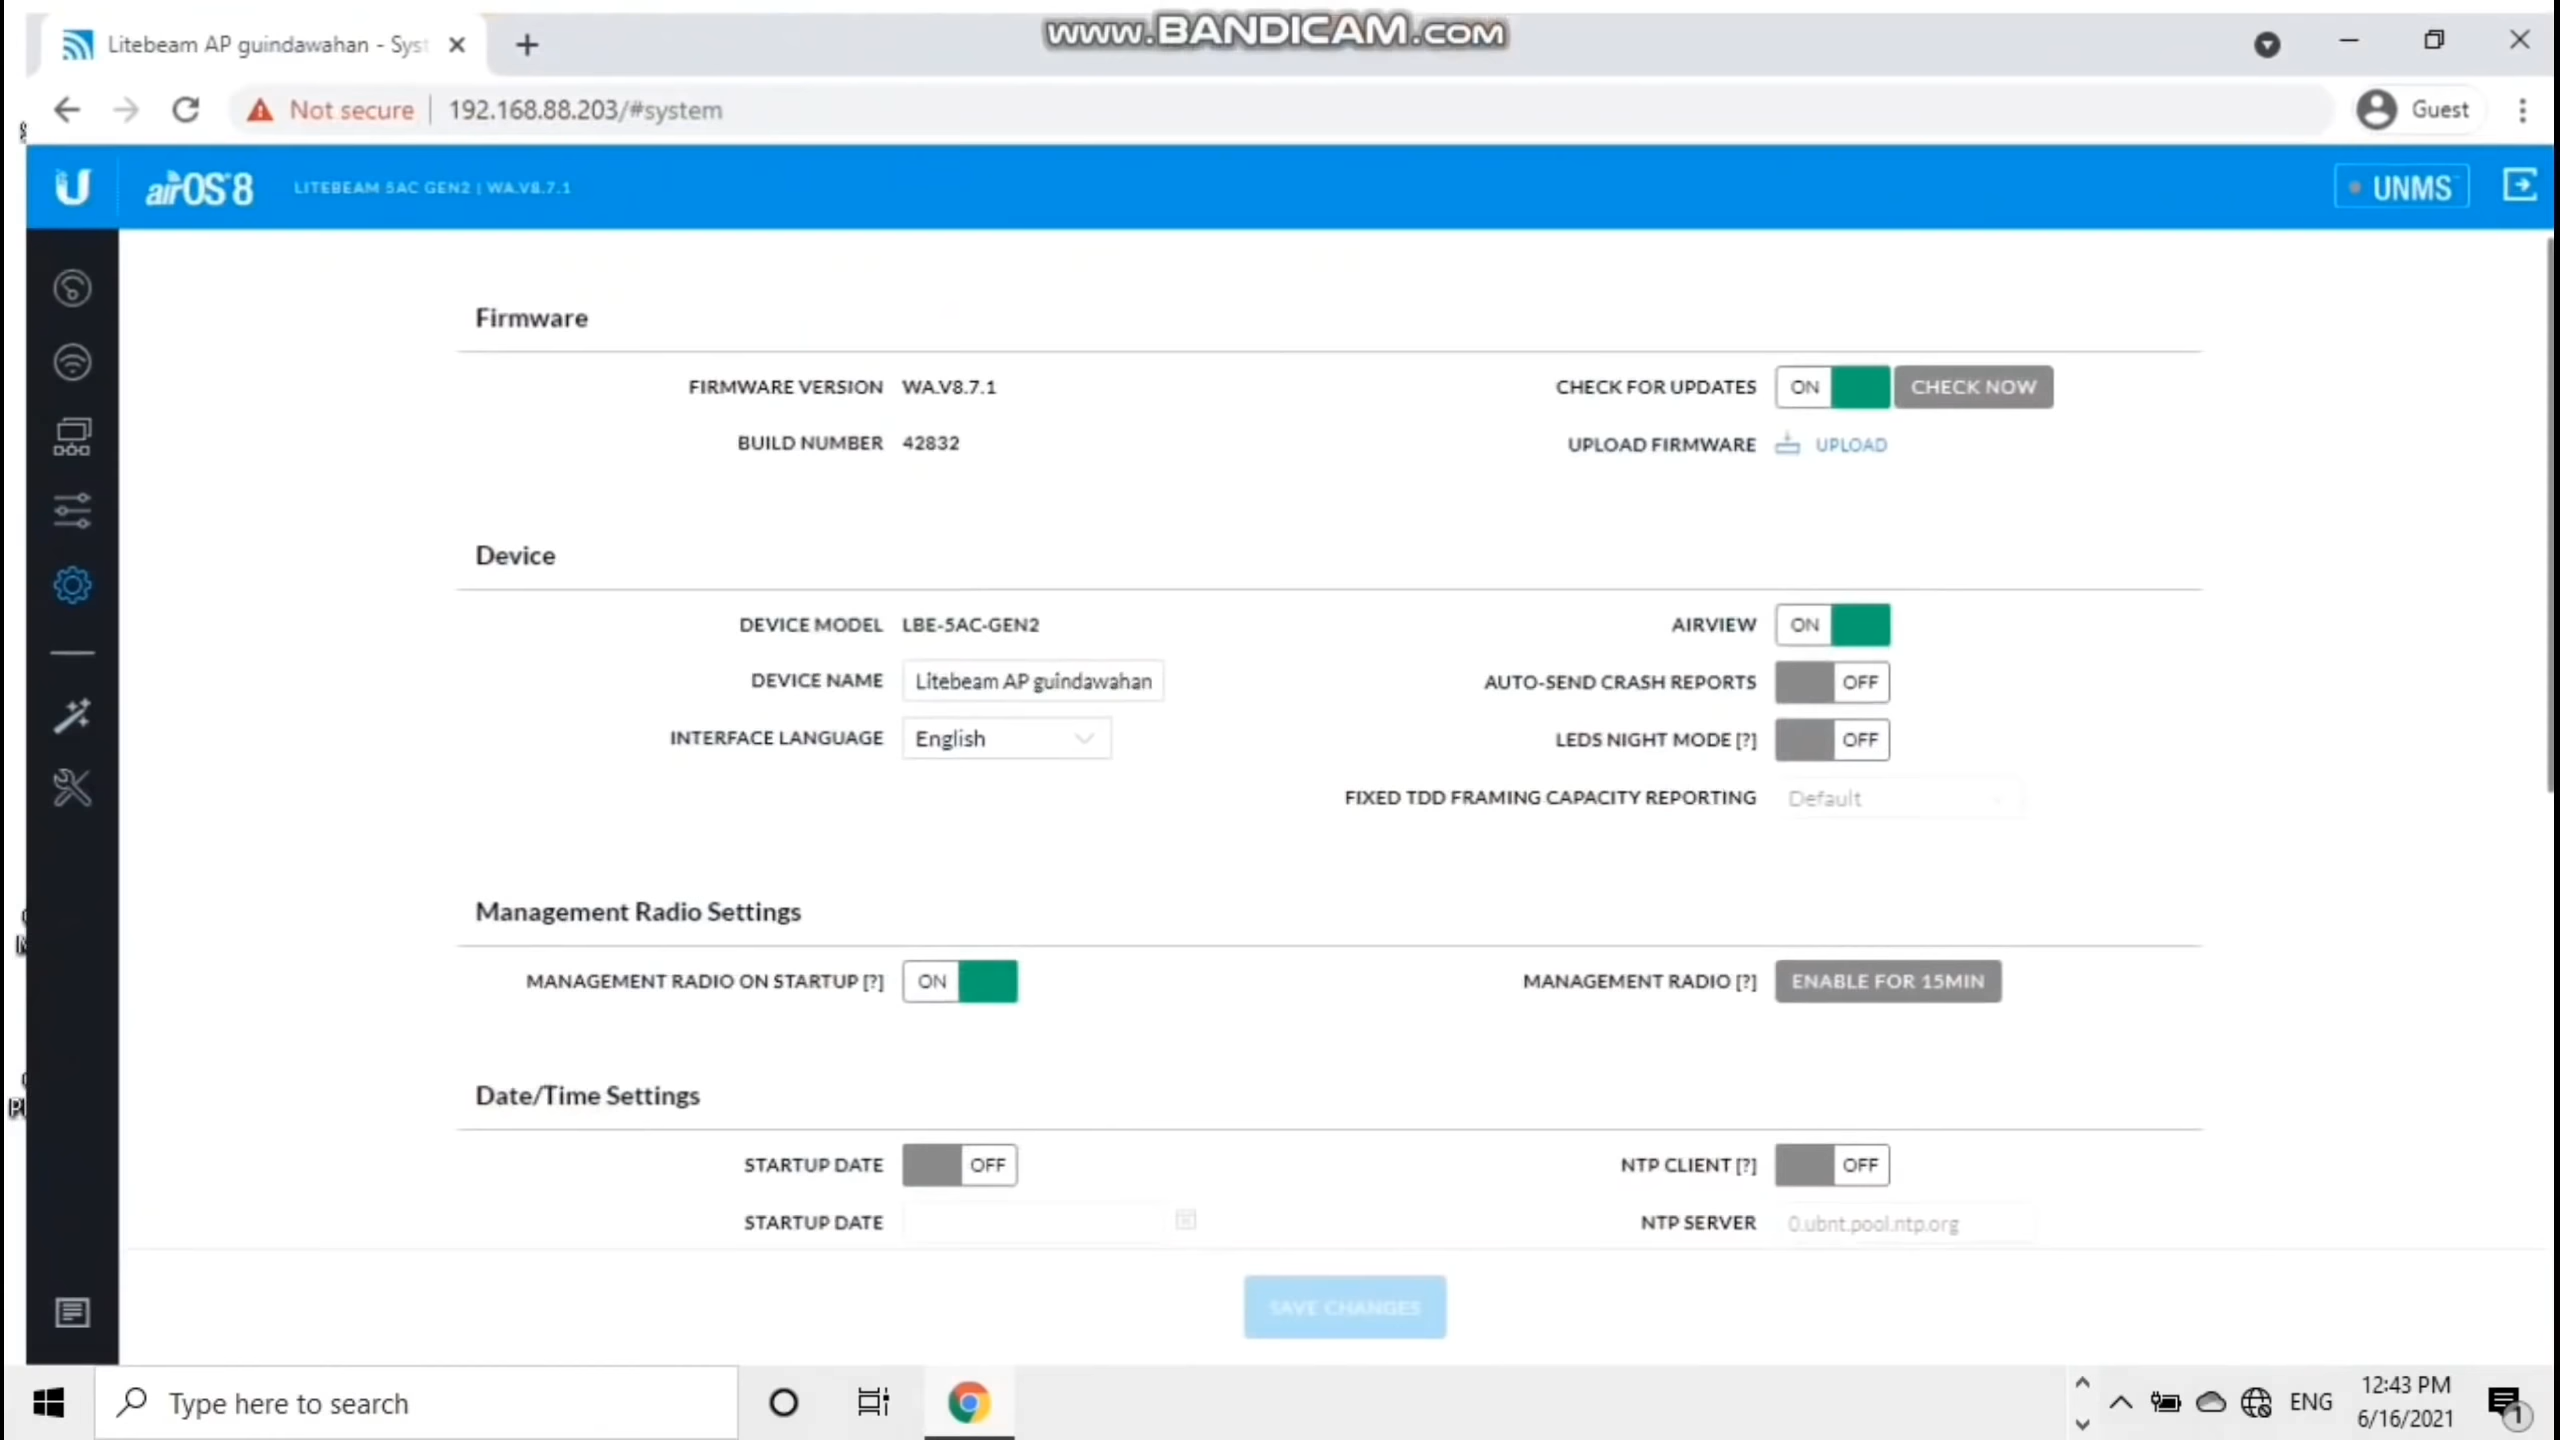 www.BANDICAM.com
Litebeam AP guindawahan - Syst
Not secure 192.168.88.203/#system Guest
airOS 8 LITEBEAM 5AC GEN2 | WA.V8.7.1 UNMS
Firmware
FIRMWARE VERSION WA.V8.7.1 CHECK FOR UPDATES ON CHECK NOW
BUILD NUMBER 42832 UPLOAD FIRMWARE UPLOAD
Device
DEVICE MODEL LBE-5AC-GEN2 AIRVIEW ON
DEVICE NAME Litebeam AP guindawahan AUTO-SEND CRASH REPORTS OFF
INTERFACE LANGUAGE English LEDS NIGHT MODE [?] OFF
FIXED TDD FRAMING CAPACITY REPORTING Default
Management Radio Settings
MANAGEMENT RADIO ON STARTUP [?] ON MANAGEMENT RADIO [?] ENABLE FOR 15MIN
Date/Time Settings
STARTUP DATE OFF NTP CLIENT [?] OFF
STARTUP DATE NTP SERVER 0.ubnt.pool.ntp.org
SAVE CHANGES
Type here to search ENG 12:43 PM
6/16/2021 1